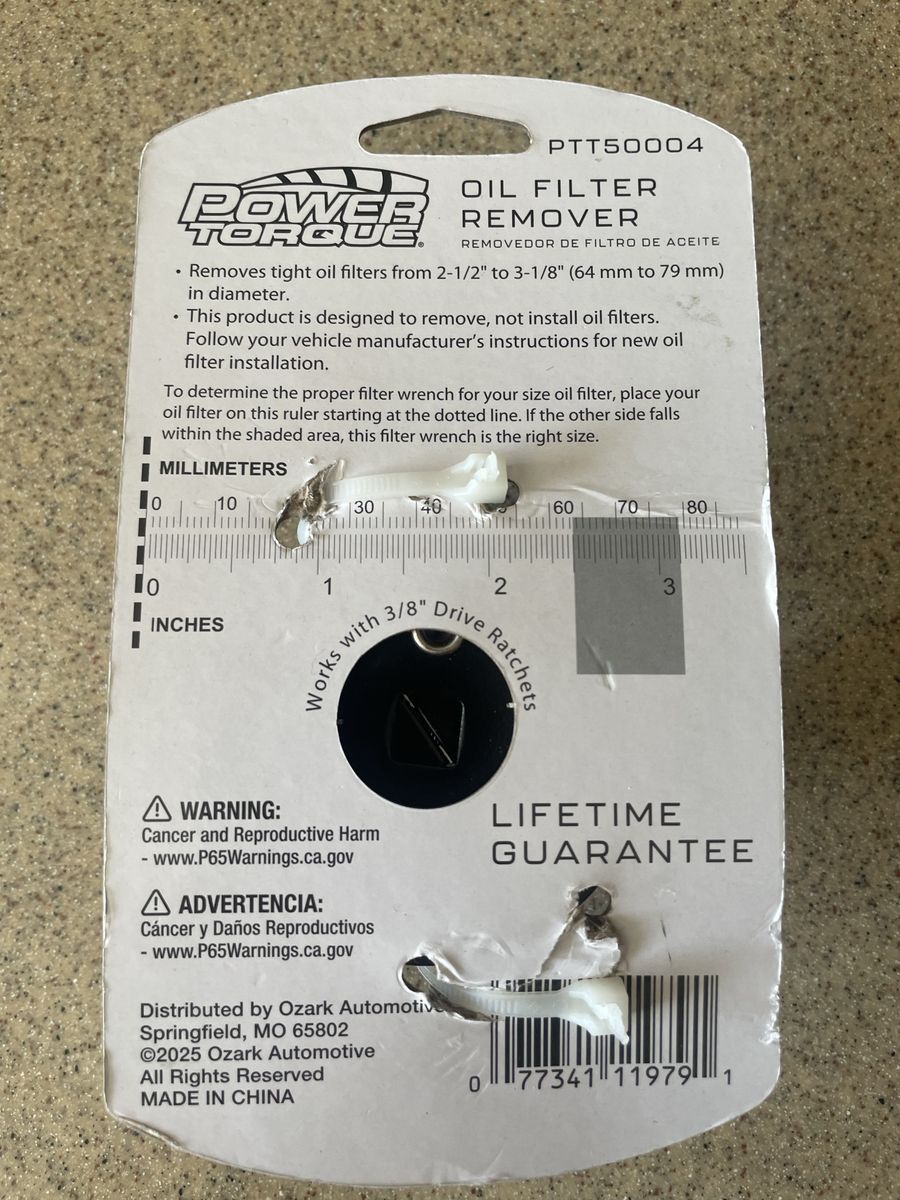 PTT50004
POWER
TORQUE®
OIL FILTER
REMOVER
REMOVEDOR DE FILTRO DE ACEITE
• Removes tight oil filters from 2-1/2" to 3-1/8" (64 mm to 79 mm)
in diameter.
• This product is designed to remove, not install oil filters.
Follow your vehicle manufacturer's instructions for new oil
filter installation.
To determine the proper filter wrench for your size oil filter, place your
oil filter on this ruler starting at the dotted line. If the other side falls
within the shaded area, this filter wrench is the right size.
MILLIMETERS
0 10 30 40 60 70 80
0 1 2 3
INCHES
Works with 3/8" Drive Ratchets
⚠ WARNING:
Cancer and Reproductive Harm
- www.P65Warnings.ca.gov
LIFETIME
GUARANTEE
⚠ ADVERTENCIA:
Cáncer y Daños Reproductivos
- www.P65Warnings.ca.gov
Distributed by Ozark Automotive
Springfield, MO 65802
©2025 Ozark Automotive
All Rights Reserved
MADE IN CHINA
0 77341 11979 1